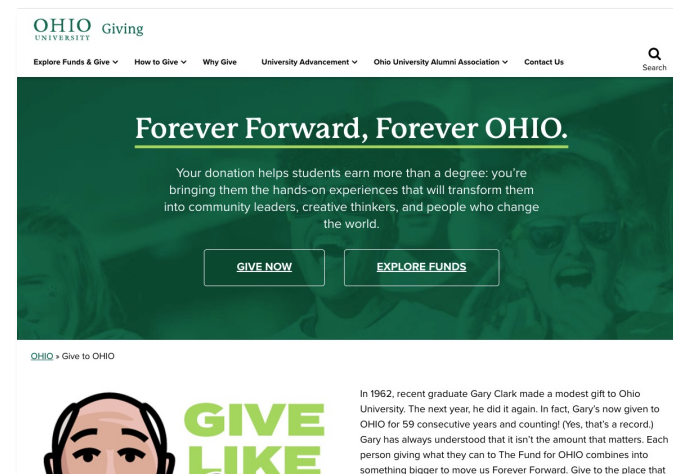 OHIO Giving
UNIVERSITY
Explore Funds & Give How to Give Why Give University Advancement Ohio University Alumni Association Contact Us Search
Forever Forward, Forever OHIO.
Your donation helps students earn more than a degree: you're
bringing them the hands-on experiences that will transform them
into community leaders, creative thinkers, and people who change
the world.
GIVE NOW EXPLORE FUNDS
OHIO » Give to OHIO
GIVE
LIKE
In 1962, recent graduate Gary Clark made a modest gift to Ohio
University. The next year, he did it again. In fact, Gary's now given to
OHIO for 59 consecutive years and counting! (Yes, that's a record.)
Gary has always understood that it isn't the amount that matters. Each
person giving what they can to The Fund for OHIO combines into
something bigger to move us Forever Forward. Give to the place that